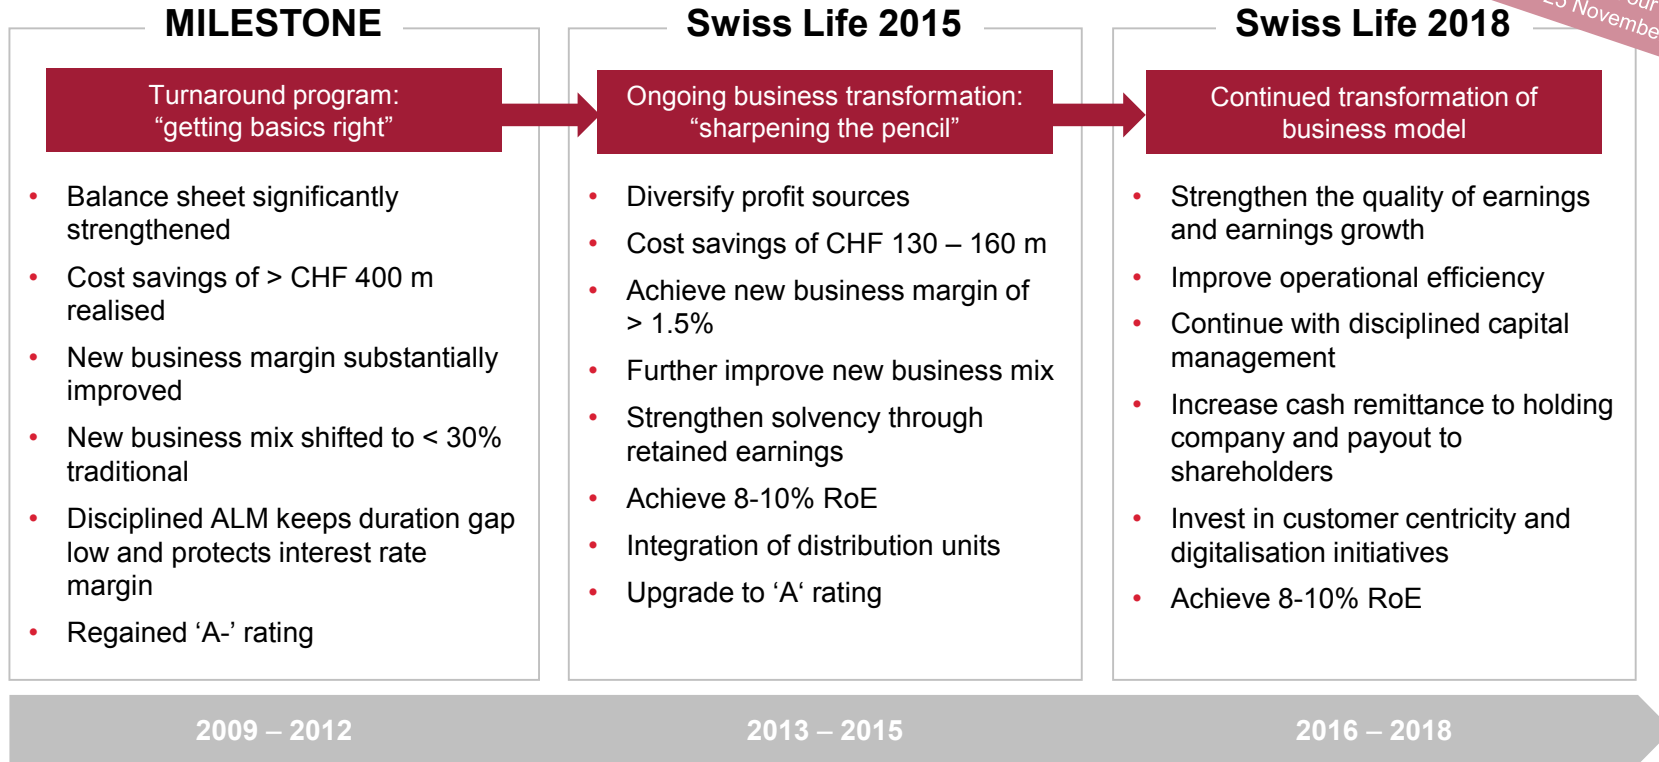 MILESTONE
Turnaround program:
“getting basics right”
• Balance sheet significantly
strengthened
• Cost savings of > CHF 400 m
realised
• New business margin substantially
improved
• New business mix shifted to < 30%
traditional
• Disciplined ALM keeps duration gap
low and protects interest rate
margin
• Regained ‘A-’ rating
2009 – 2012
Swiss Life 2015
Ongoing business transformation:
“sharpening the pencil”
• Diversify profit sources
• Cost savings of CHF 130 – 160 m
• Achieve new business margin of
> 1.5%
• Further improve new business mix
• Strengthen solvency through
retained earnings
• Achieve 8-10% RoE
• Integration of distribution units
• Upgrade to ‘A‘ rating
2013 – 2015
Swiss Life 2018
Continued transformation of
business model
• Strengthen the quality of earnings
and earnings growth
• Improve operational efficiency
• Continue with disciplined capital
management
• Increase cash remittance to holding
company and payout to
shareholders
• Invest in customer centricity and
digitalisation initiatives
• Achieve 8-10% RoE
2016 – 2018